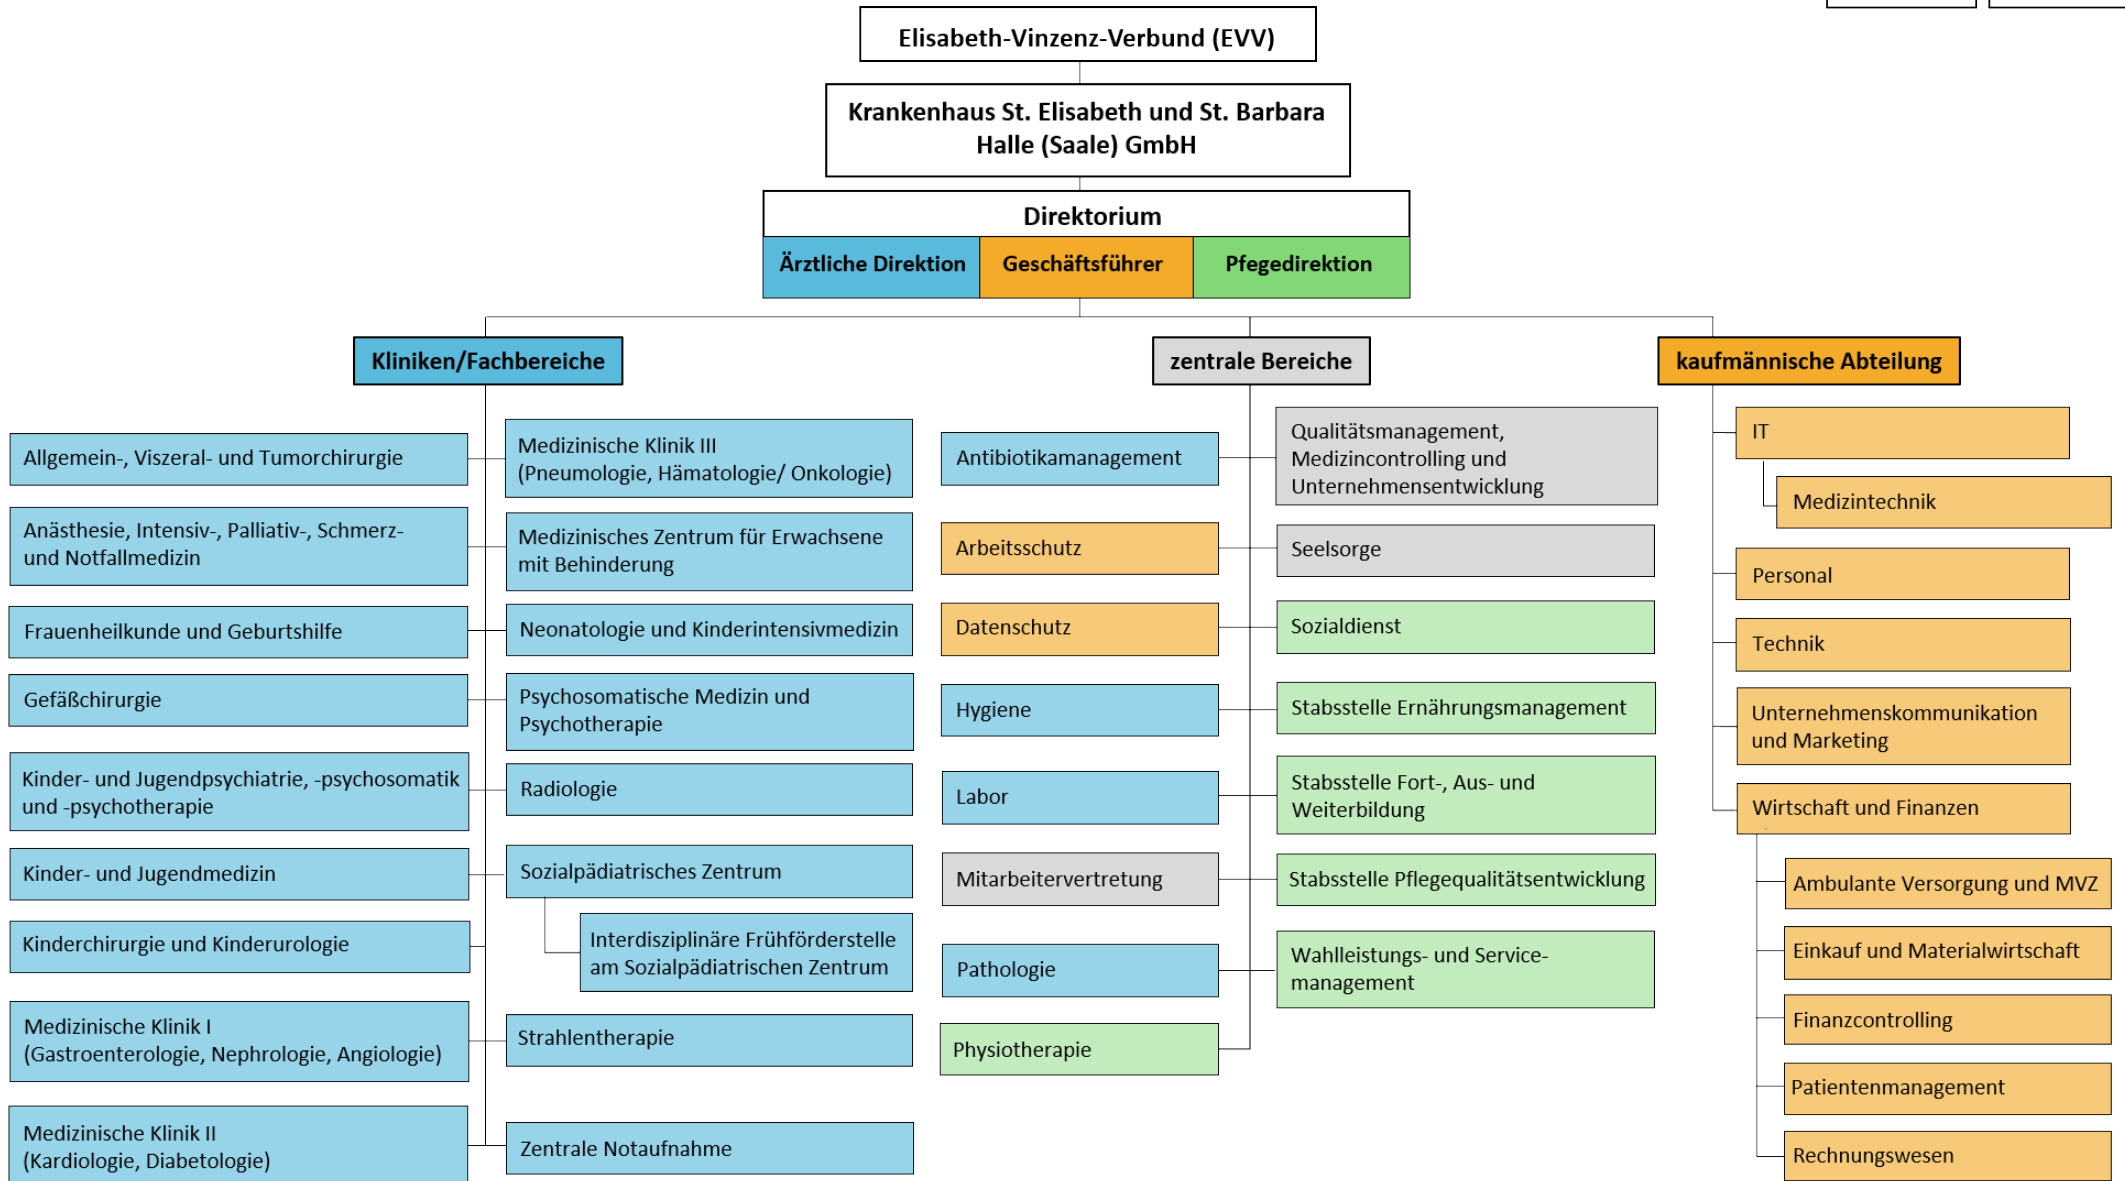 Elisabeth-Vinzenz-Verbund (EVV)
Krankenhaus St. Elisabeth und St. Barbara
Halle (Saale) GmbH
Direktorium
Ärztliche Direktion
Geschäftsführer
Pfegedirektion
Kliniken/Fachbereiche
Allgemein-, Viszeral- und Tumorchirurgie
Anästhesie, Intensiv-, Palliativ-, Schmerz-
und Notfallmedizin
Frauenheilkunde und Geburtshilfe
Gefäßchirurgie
Kinder- und Jugendpsychiatrie, -psychosomatik
und -psychotherapie
Kinder- und Jugendmedizin
Kinderchirurgie und Kinderurologie
Medizinische Klinik I
(Gastroenterologie, Nephrologie, Angiologie)
Medizinische Klinik II
(Kardiologie, Diabetologie)
Medizinische Klinik III
(Pneumologie, Hämatologie/ Onkologie)
Medizinisches Zentrum für Erwachsene
mit Behinderung
Neonatologie und Kinderintensivmedizin
Psychosomatische Medizin und
Psychotherapie
Radiologie
Sozialpädiatrisches Zentrum
Interdisziplinäre Frühförderstelle
am Sozialpädiatrischen Zentrum
Strahlentherapie
Zentrale Notaufnahme
zentrale Bereiche
Antibiotikamanagement
Arbeitsschutz
Datenschutz
Hygiene
Labor
Mitarbeitervertretung
Pathologie
Physiotherapie
Qualitätsmanagement,
Medizincontrolling und
Unternehmensentwicklung
Seelsorge
Sozialdienst
Stabsstelle Ernährungsmanagement
Stabsstelle Fort-, Aus- und
Weiterbildung
Stabsstelle Pflegequalitätsentwicklung
Wahlleistungs- und Service-
management
kaufmännische Abteilung
IT
Medizintechnik
Personal
Technik
Unternehmenskommunikation
und Marketing
Wirtschaft und Finanzen
Ambulante Versorgung und MVZ
Einkauf und Materialwirtschaft
Finanzcontrolling
Patientenmanagement
Rechnungswesen